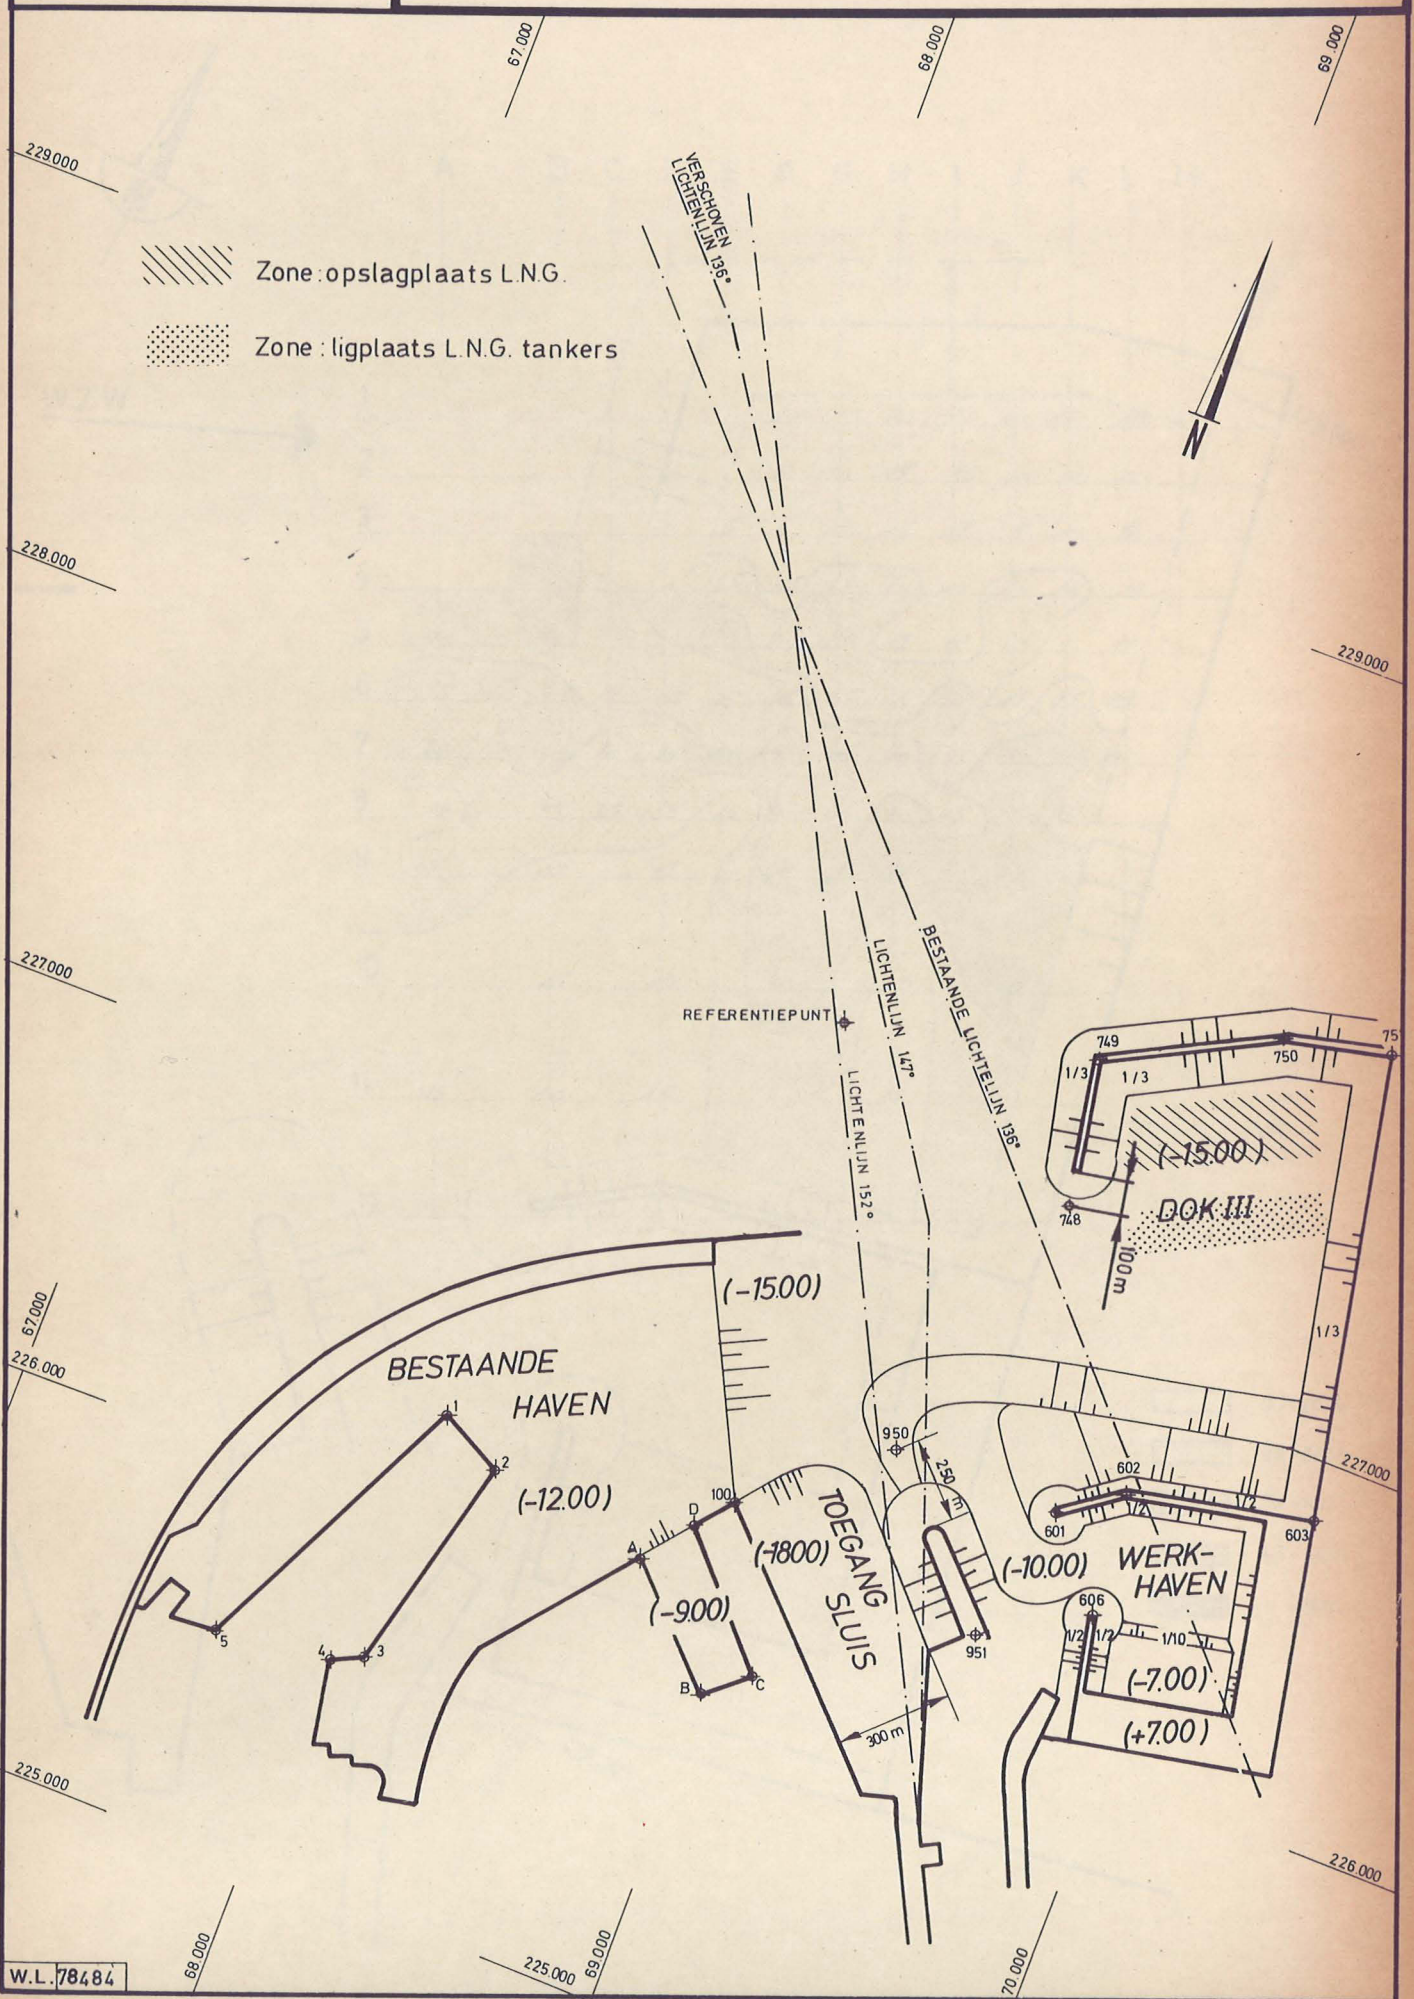 67.000
68.000
69.000
229.000
VERSCHOVEN
LICHTENLIJN 136°
Zone : opslagplaats L.N.G.
Zone : ligplaats L.N.G. tankers
N
228.000
229.000
227.000
REFERENTIEPUNT
LICHTENLIJN 147°
BESTAANDE LICHTELIJN 136°
LICHTENLIJN 152°
749
750
75
1/3
1/3
(-15.00)
DOK III
748
100m
(-15.00)
67.000
226.000
1/3
BESTAANDE
HAVEN
1
2
(-12.00)
950
250 m
602
227.000
100
D
A
TOEGANG
SLUIS
(-18.00)
601
1/2
1/2
603
(-10.00)
WERK-
HAVEN
(-9.00)
606
5
4
3
951
1/2
1/2
1/10
B
C
(-7.00)
300 m
(+7.00)
225.000
226.000
68.000
225.000
69.000
70.000
W.L. 78484